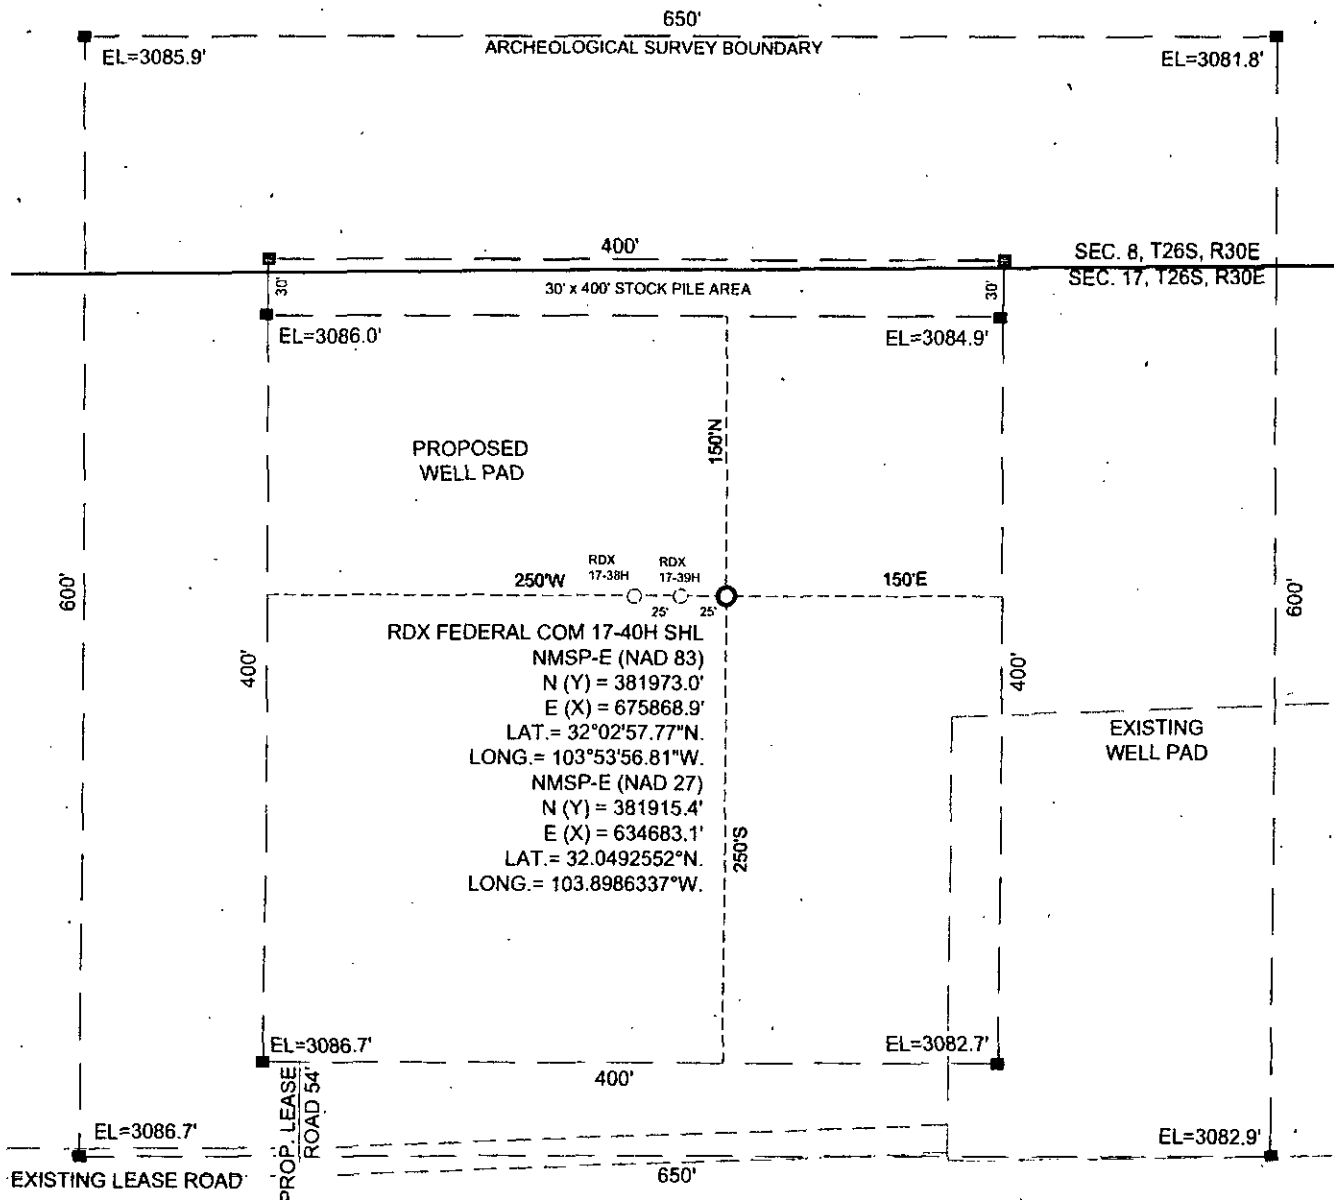 650'
ARCHEOLOGICAL SURVEY BOUNDARY
EL=3085.9'
EL=3081.8'
400'
SEC. 8, T26S, R30E
SEC. 17, T26S, R30E
30'
30' x 400' STOCK PILE AREA
30'
EL=3086.0'
EL=3084.9'
150'N
PROPOSED
WELL PAD
RDX
17-38H
RDX
17-39H
250'W
150'E
25'
25'
600'
600'
400'
400'
RDX FEDERAL COM 17-40H SHL
NMSP-E (NAD 83)
N (Y) = 381973.0'
E (X) = 675868.9'
LAT.= 32°02'57.77"N.
LONG.= 103°53'56.81"W.
NMSP-E (NAD 27)
N (Y) = 381915.4'
E (X) = 634683.1'
LAT.= 32.0492552°N.
LONG.= 103.8986337°W.
EXISTING
WELL PAD
250'S
EL=3086.7'
EL=3082.7'
400'
PROP. LEASE
ROAD 54'
EL=3086.7'
EL=3082.9'
EXISTING LEASE ROAD
650'